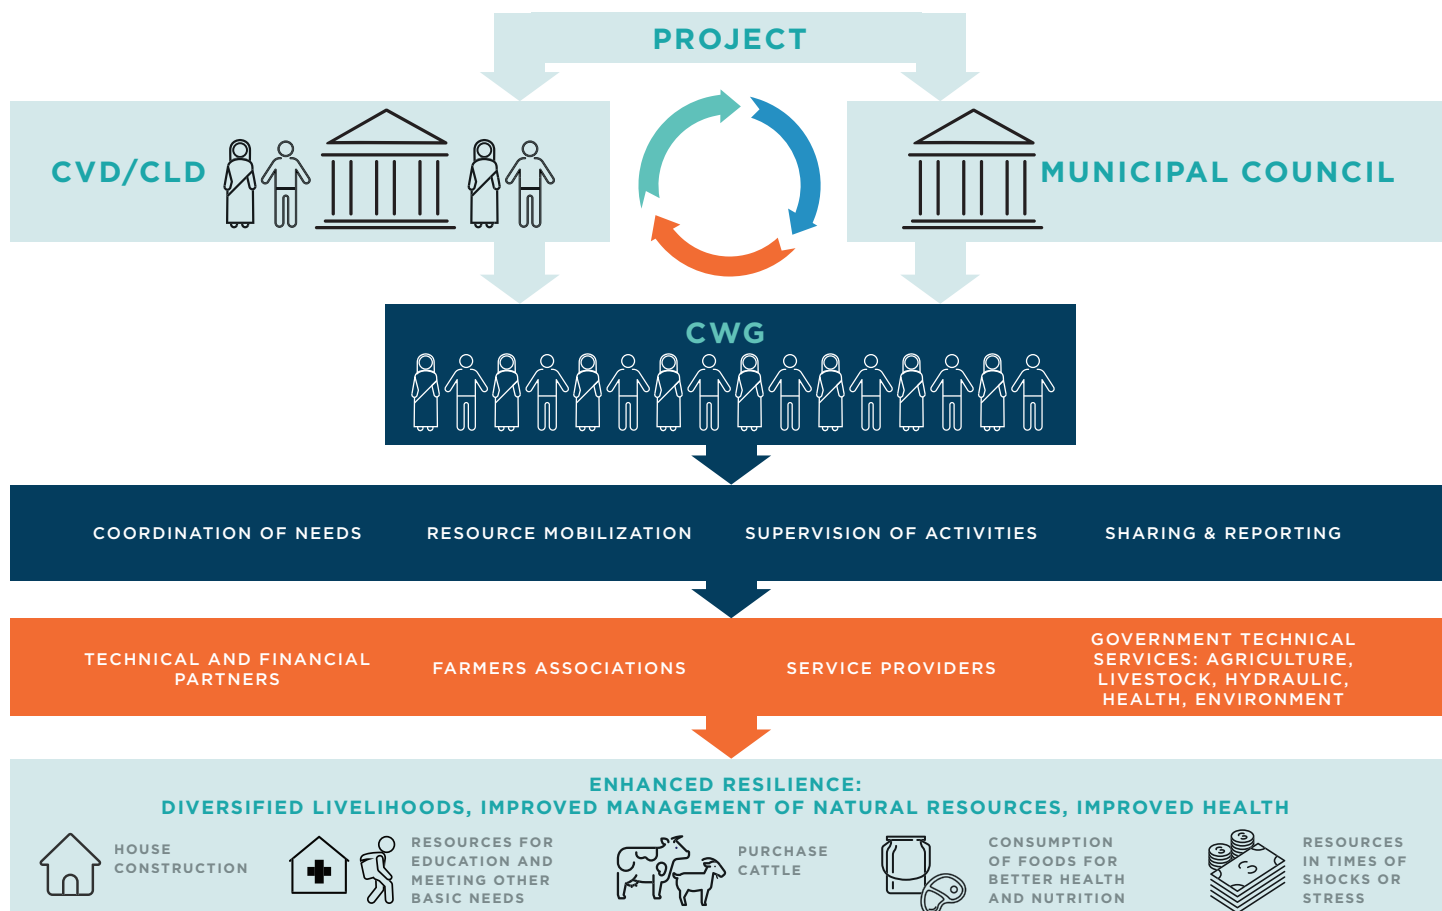 PROJECT
CVD/CLD
MUNICIPAL COUNCIL
CWG
COORDINATION OF NEEDS
RESOURCE MOBILIZATION
SUPERVISION OF ACTIVITIES
SHARING & REPORTING
TECHNICAL AND FINANCIAL
PARTNERS
FARMERS ASSOCIATIONS
SERVICE PROVIDERS
GOVERNMENT TECHNICAL
SERVICES: AGRICULTURE,
LIVESTOCK, HYDRAULIC,
HEALTH, ENVIRONMENT
ENHANCED RESILIENCE:
DIVERSIFIED LIVELIHOODS, IMPROVED MANAGEMENT OF NATURAL RESOURCES, IMPROVED HEALTH
HOUSE
CONSTRUCTION
RESOURCES FOR
EDUCATION AND
MEETING OTHER
BASIC NEEDS
PURCHASE
CATTLE
CONSUMPTION
OF FOODS FOR
BETTER HEALTH
AND NUTRITION
RESOURCES
IN TIMES OF
SHOCKS OR
STRESS